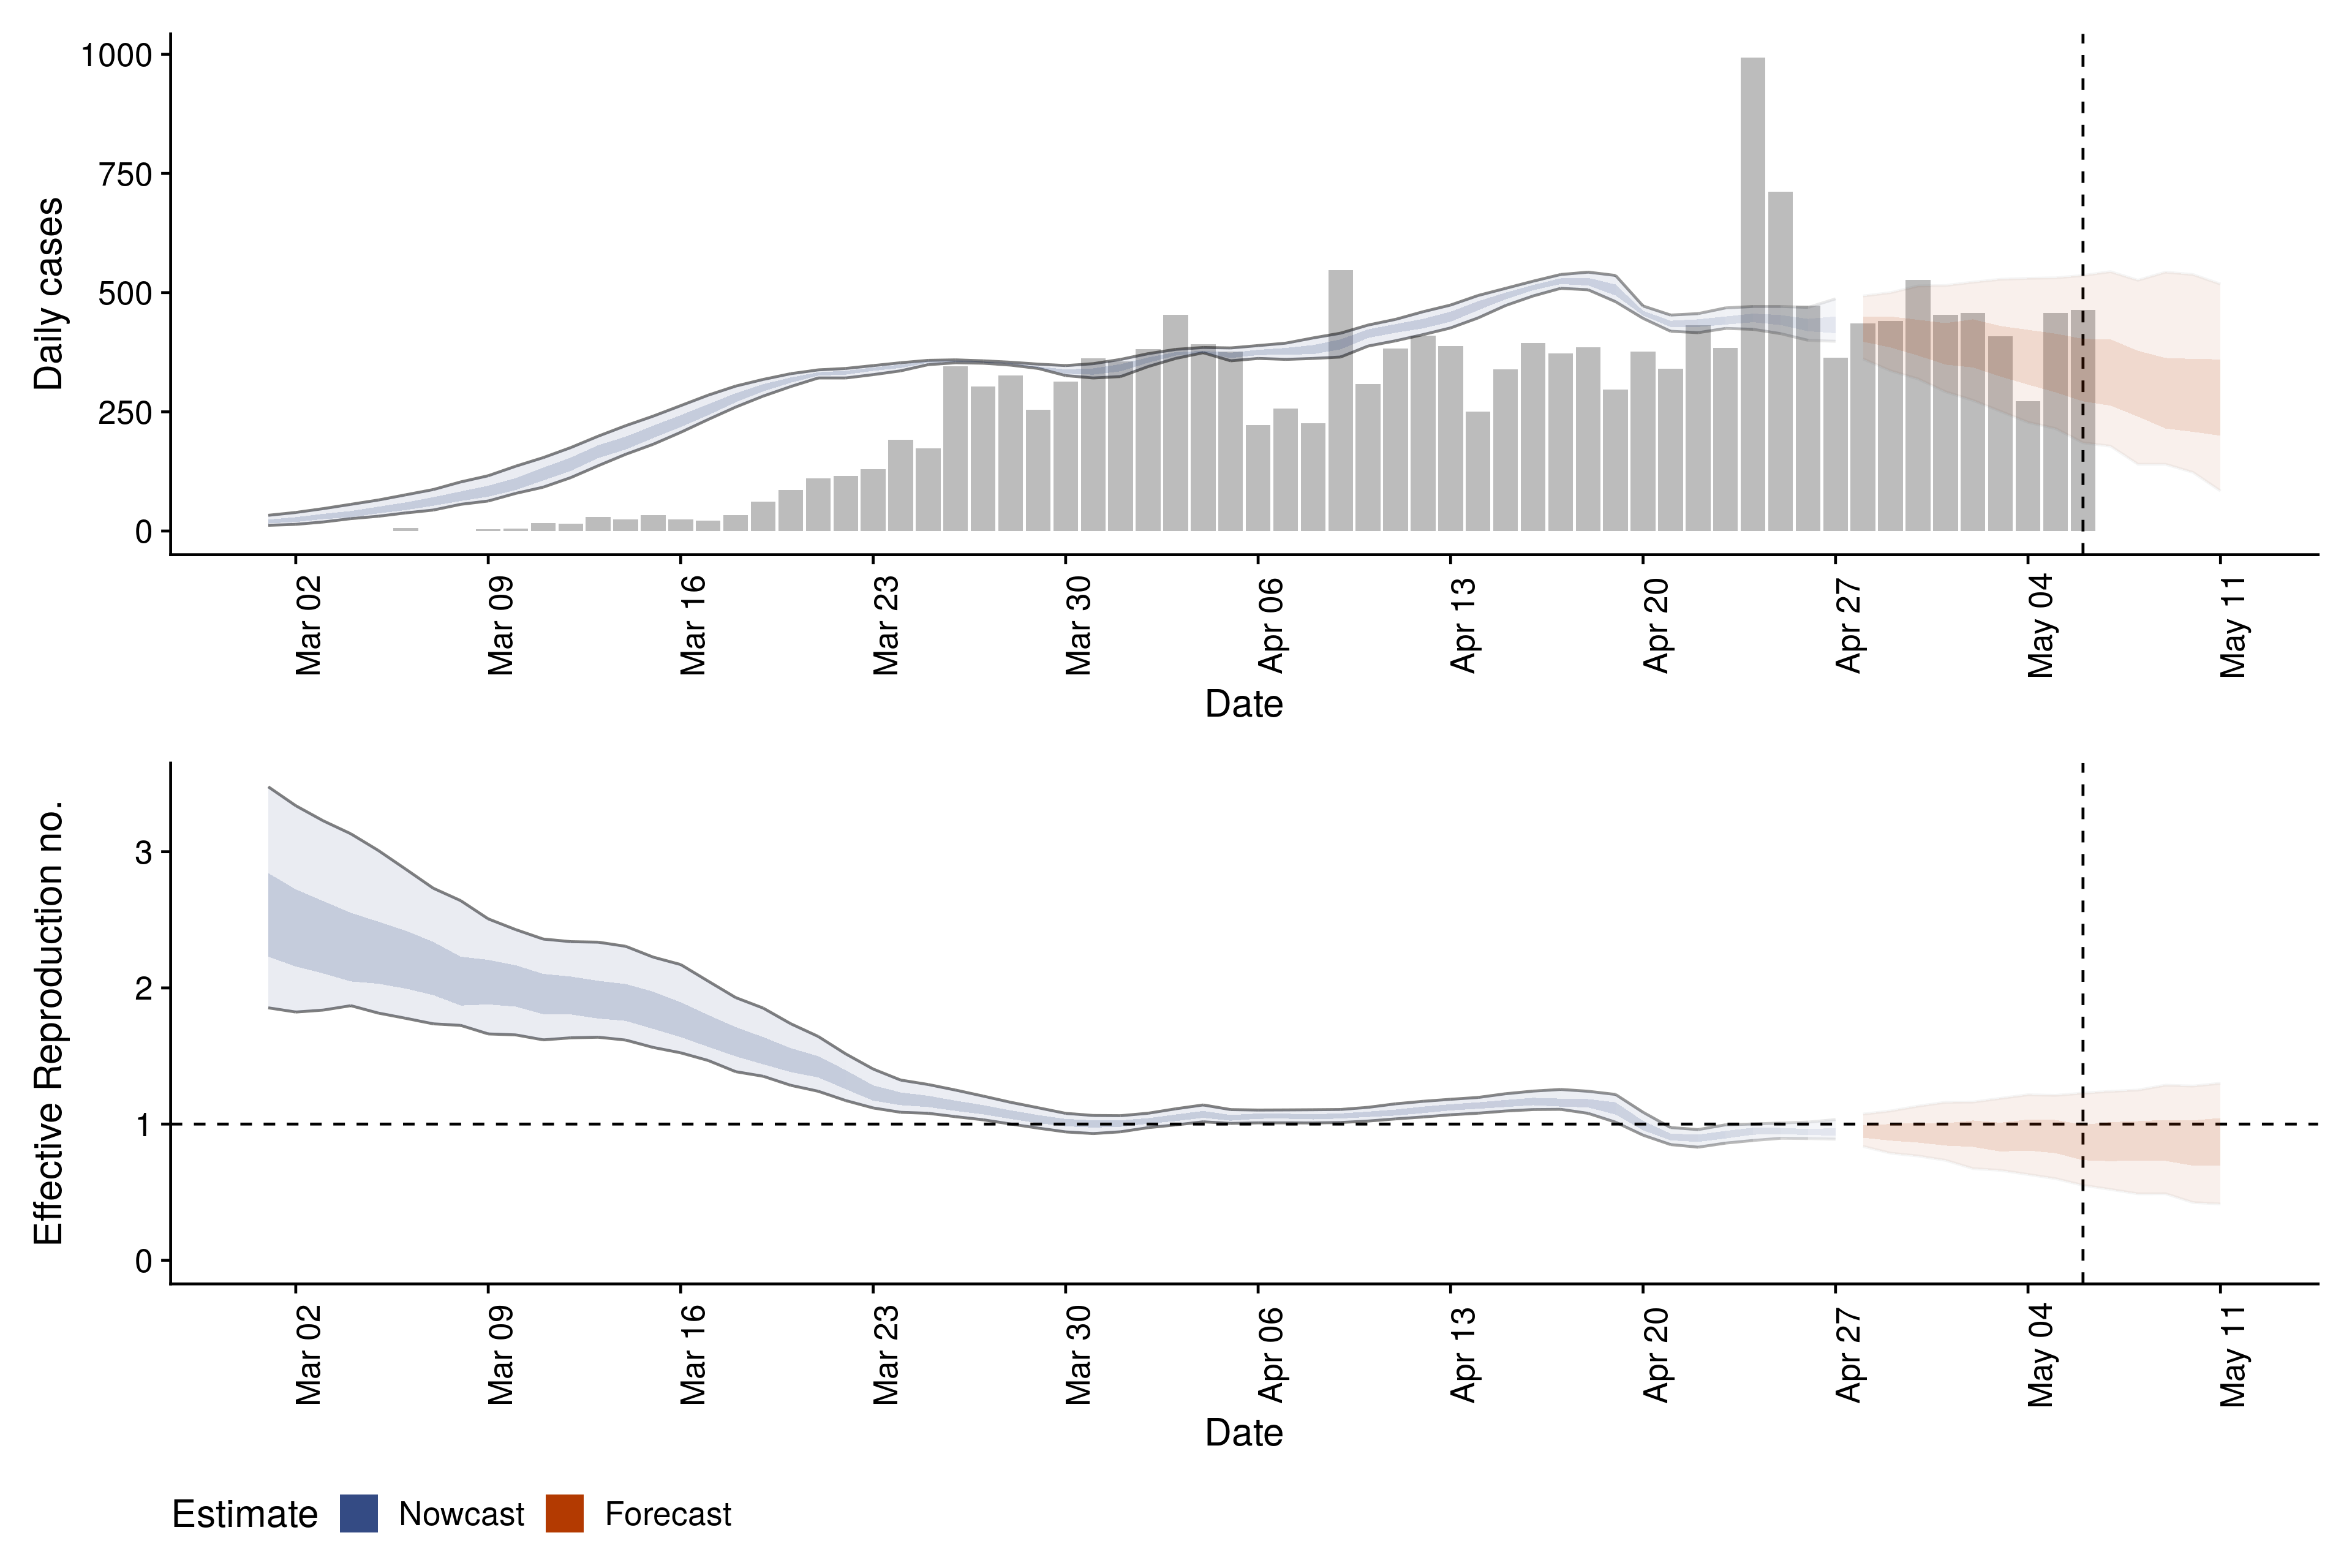 Daily cases
1000
750
500
250
0
Mar 02
Mar 09
Mar 16
Mar 23
Mar 30
Apr 06
Apr 13
Apr 20
Apr 27
May 04
May 11
Date
Effective Reproduction no.
3
2
1
0
Mar 02
Mar 09
Mar 16
Mar 23
Mar 30
Apr 06
Apr 13
Apr 20
Apr 27
May 04
May 11
Date
Estimate Nowcast Forecast